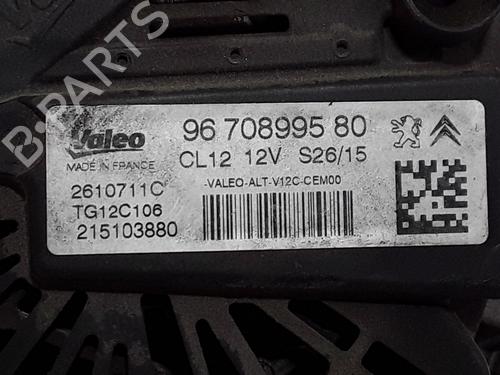 B-PARTS
Valeo
MADE IN FRANCE
96 708995 80
CL12 12V S26/15
2610711C
TG12C106
215103880
-VALEO-ALT-V12C-CEM00